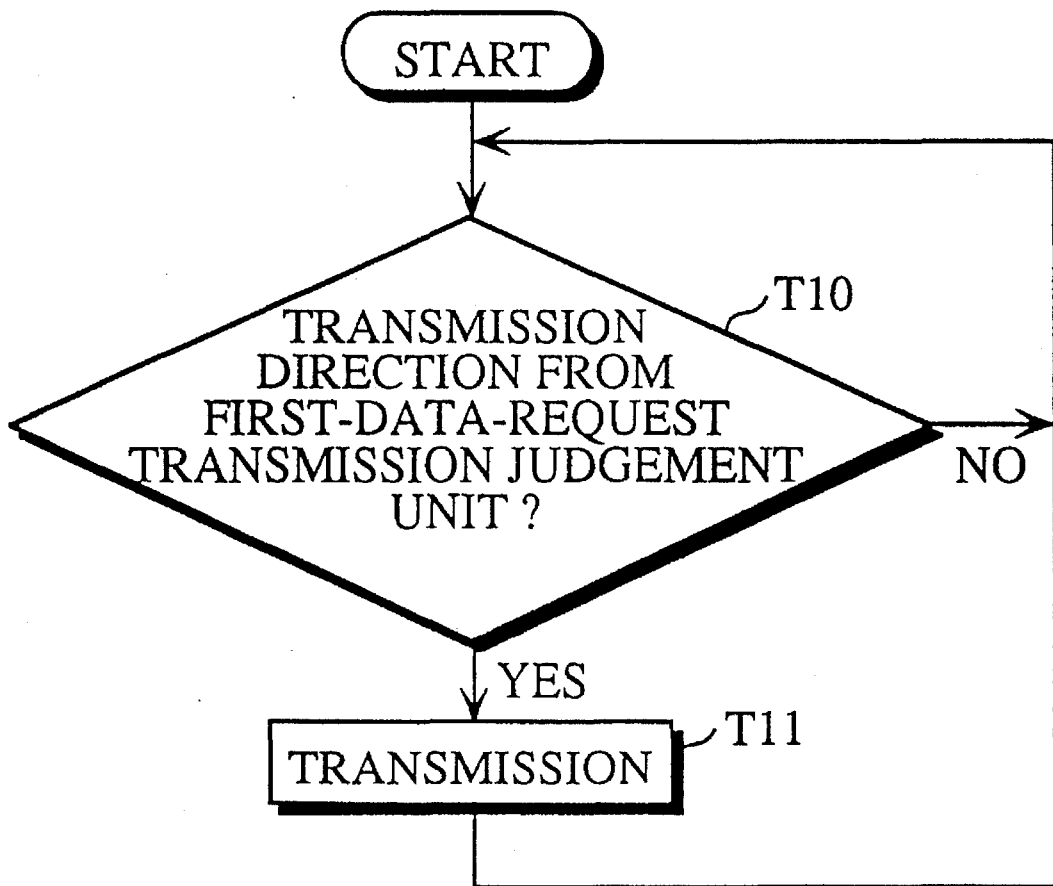 START
T10
TRANSMISSION
DIRECTION FROM
FIRST-DATA-REQUEST
TRANSMISSION JUDGEMENT
UNIT ?
NO
YES
T11
TRANSMISSION